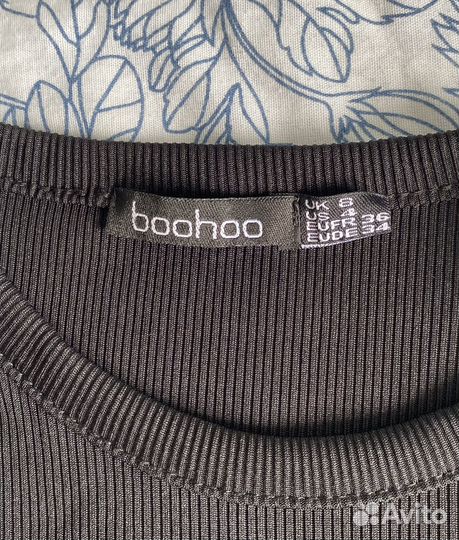 boohoo
UK 8
US 4
EUFR 36
EUDE 34
Avito